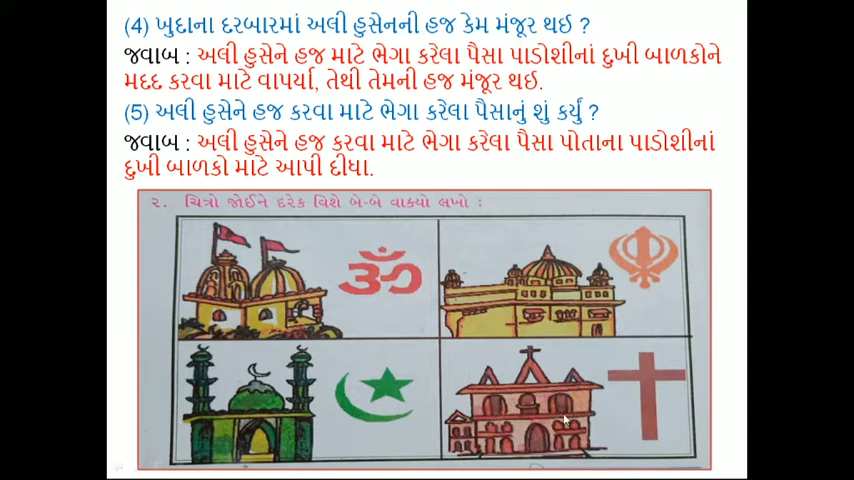 (4) ખુદાના દરબારમાં અલી હુસેનની હજ કેમ મંજૂર થઈ ?
જવાબ : અલી હુસેને હજ માટે ભેગા કરેલા પૈસા પાડોશીનાં દુખી બાળકોને
મદદ કરવા માટે વાપર્યા, તેથી તેમની હજ મંજૂર થઈ.
(5) અલી હુસેને હજ કરવા માટે ભેગા કરેલા પૈસાનું શું કર્યું ?
જવાબ : અલી હુસેને હજ કરવા માટે ભેગા કરેલા પૈસા પોતાના પાડોશીનાં
દુખી બાળકો માટે આપી દીધા.
૨. ચિત્રો જોઈને દરેક વિશે બે-બે વાક્યો લખો :
ૐ